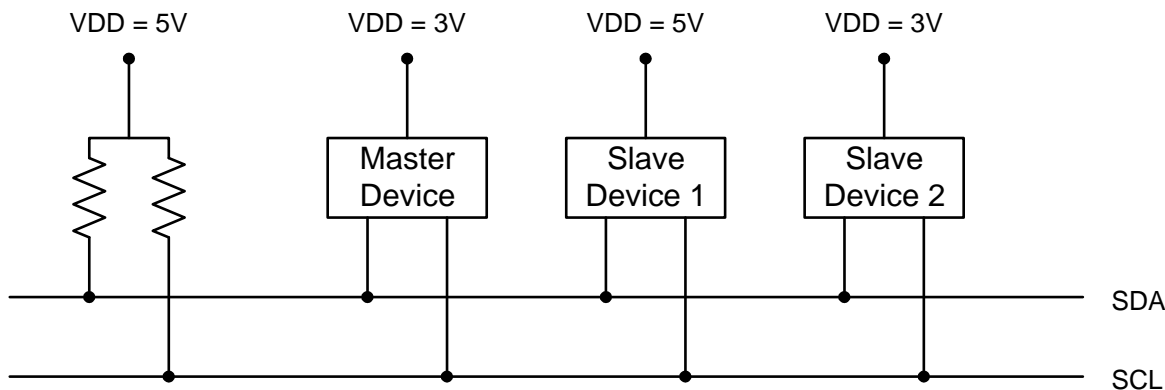 VDD = 5V
VDD = 3V
VDD = 5V
VDD = 3V
Master
Device
Slave
Device 1
Slave
Device 2
SDA
SCL